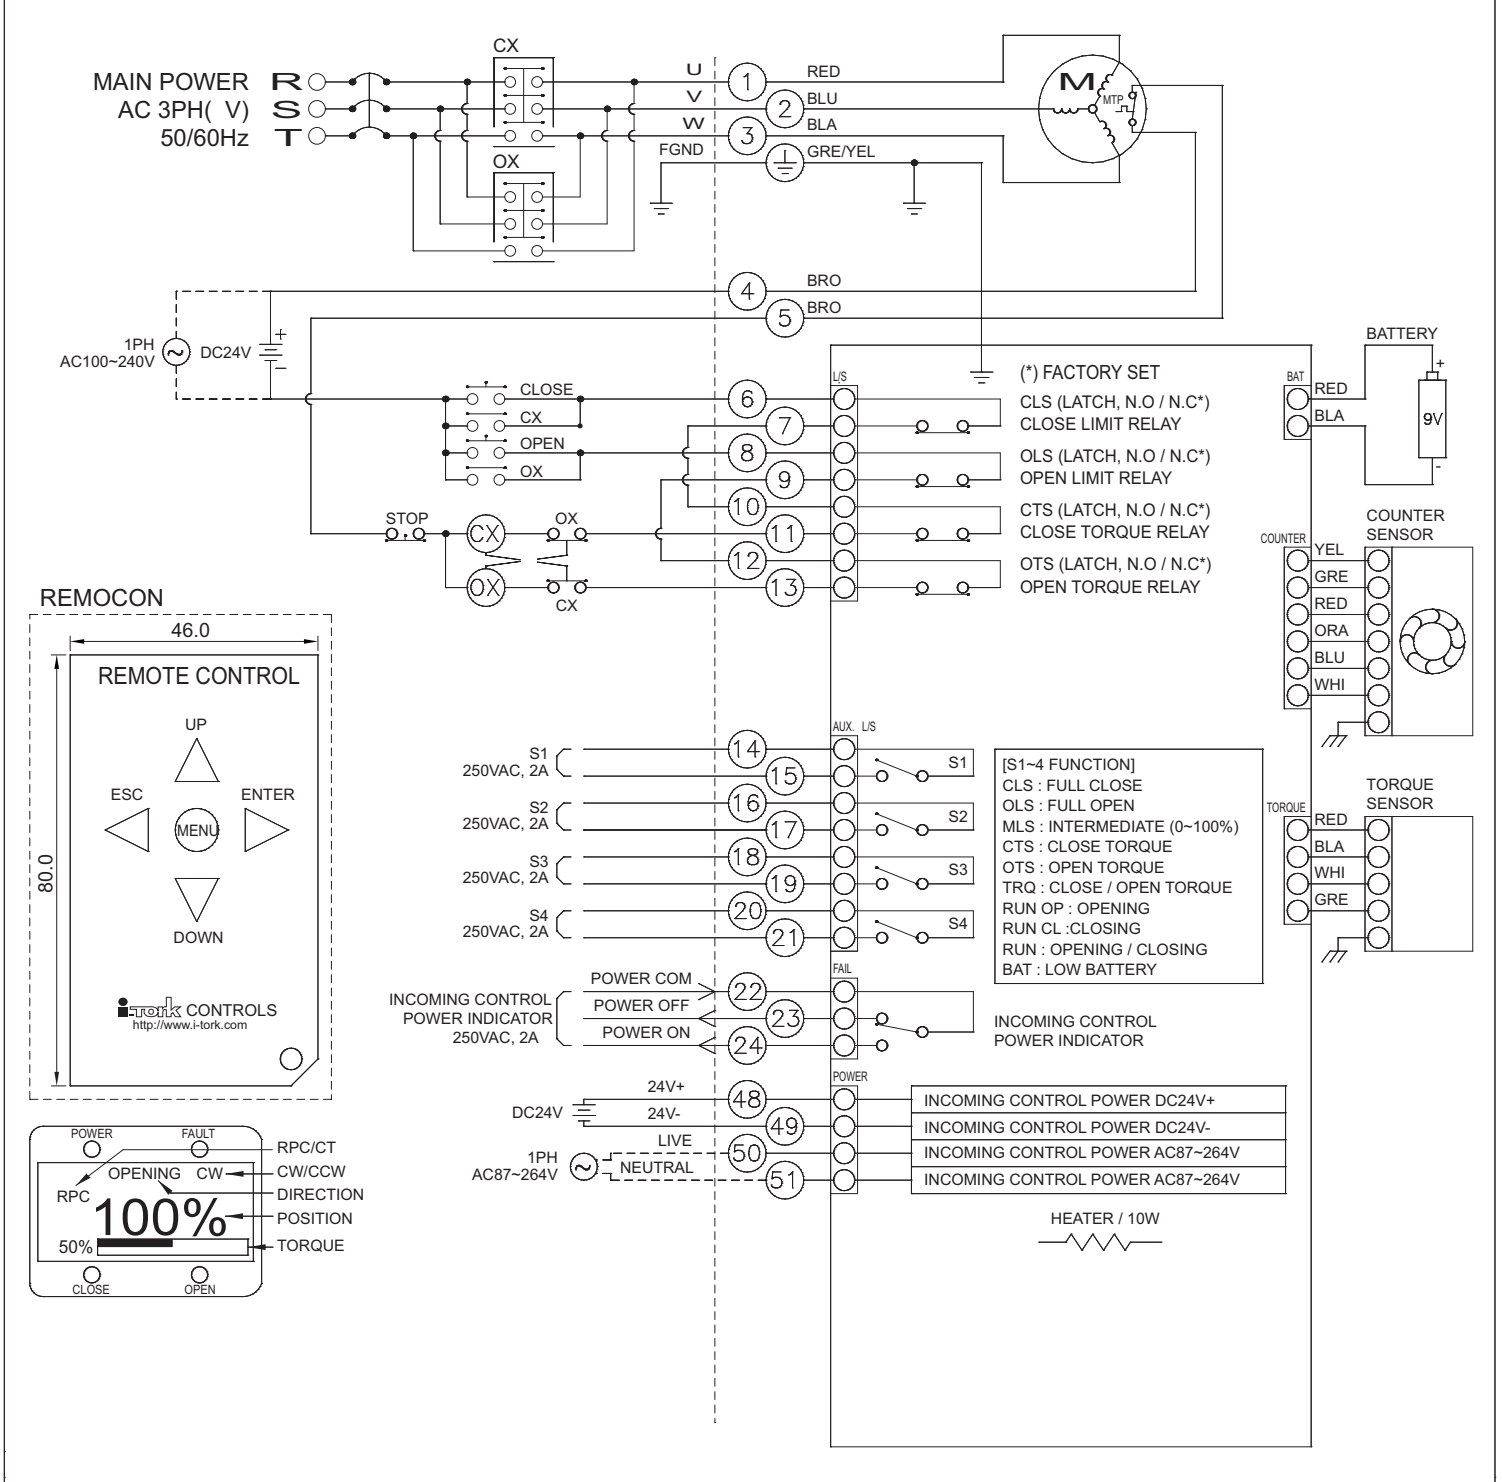 CX
MAIN POWER R
AC 3PH( V) S
50/60Hz T
OX
U 1 RED
V 2 BLU
W 3 BLA
FGND GRE/YEL
M
MTP
4 BRO
5 BRO
1PH
AC100~240V
DC24V
+
-
CLOSE
CX
OPEN
OX
STOP
CX
OX
OX
CX
6
7
8
9
10
11
12
13
L/S
(*) FACTORY SET
CLS (LATCH, N.O / N.C*)
CLOSE LIMIT RELAY
OLS (LATCH, N.O / N.C*)
OPEN LIMIT RELAY
CTS (LATCH, N.O / N.C*)
CLOSE TORQUE RELAY
OTS (LATCH, N.O / N.C*)
OPEN TORQUE RELAY
BATTERY
BAT
RED
BLA
+
9V
-
COUNTER
SENSOR
COUNTER
YEL
GRE
RED
ORA
BLU
WHI
REMOCON
46.0
80.0
REMOTE CONTROL
UP
ESC
ENTER
MENU
DOWN
i-Tork CONTROLS
http://www.i-tork.com
AUX. L/S
S1
250VAC, 2A
14
15
S1
S2
250VAC, 2A
16
17
S2
S3
250VAC, 2A
18
19
S3
S4
250VAC, 2A
20
21
S4
[S1~4 FUNCTION]
CLS : FULL CLOSE
OLS : FULL OPEN
MLS : INTERMEDIATE (0~100%)
CTS : CLOSE TORQUE
OTS : OPEN TORQUE
TRQ : CLOSE / OPEN TORQUE
RUN OP : OPENING
RUN CL :CLOSING
RUN : OPENING / CLOSING
BAT : LOW BATTERY
TORQUE
SENSOR
TORQUE
RED
BLA
WHI
GRE
FAIL
INCOMING CONTROL
POWER INDICATOR
250VAC, 2A
POWER COM 22
POWER OFF 23
POWER ON 24
INCOMING CONTROL
POWER INDICATOR
POWER
DC24V
24V+ 48
24V- 49
1PH
AC87~264V
LIVE 50
NEUTRAL 51
INCOMING CONTROL POWER DC24V+
INCOMING CONTROL POWER DC24V-
INCOMING CONTROL POWER AC87~264V
INCOMING CONTROL POWER AC87~264V
HEATER / 10W
POWER
FAULT
RPC/CT
OPENING CW
CW/CCW
RPC
DIRECTION
100%
POSITION
50%
TORQUE
CLOSE
OPEN